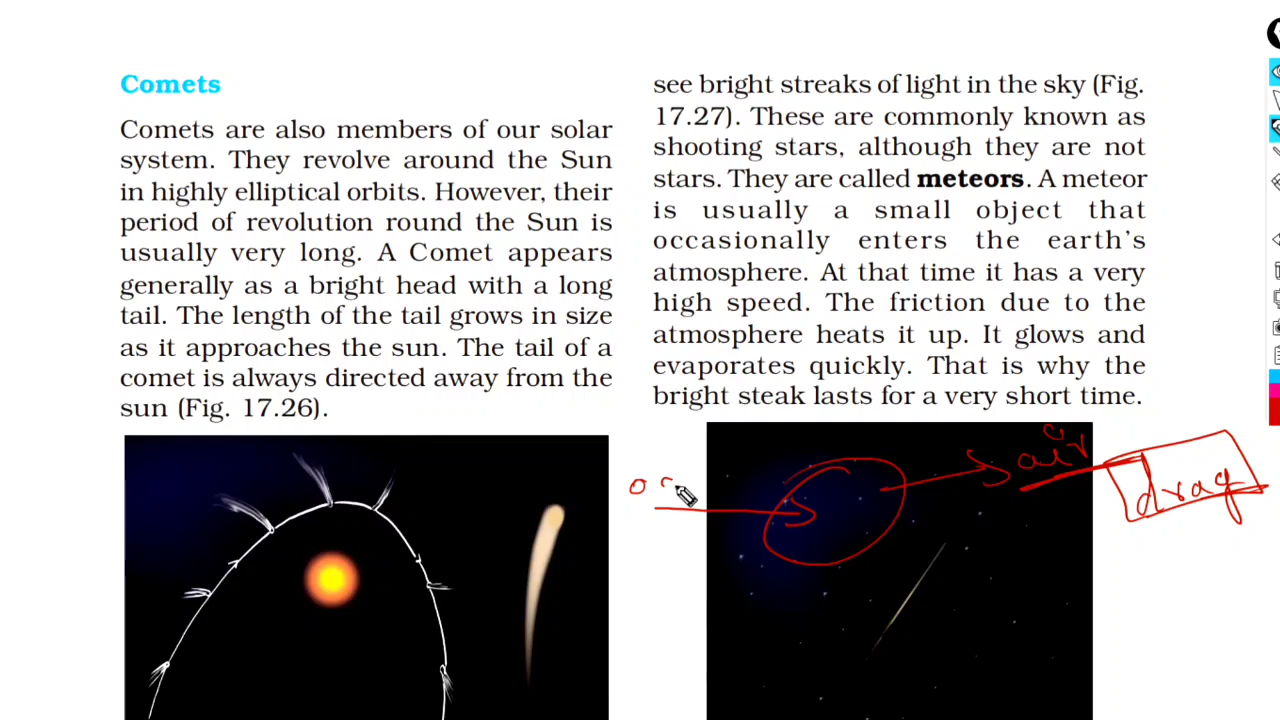 Comets
Comets are also members of our solar
system. They revolve around the Sun
in highly elliptical orbits. However, their
period of revolution round the Sun is
usually very long. A Comet appears
generally as a bright head with a long
tail. The length of the tail grows in size
as it approaches the sun. The tail of a
comet is always directed away from the
sun (Fig. 17.26).
see bright streaks of light in the sky (Fig.
17.27). These are commonly known as
shooting stars, although they are not
stars. They are called meteors. A meteor
is usually a small object that
occasionally enters the earth's
atmosphere. At that time it has a very
high speed. The friction due to the
atmosphere heats it up. It glows and
evaporates quickly. That is why the
bright steak lasts for a very short time.
air
drag